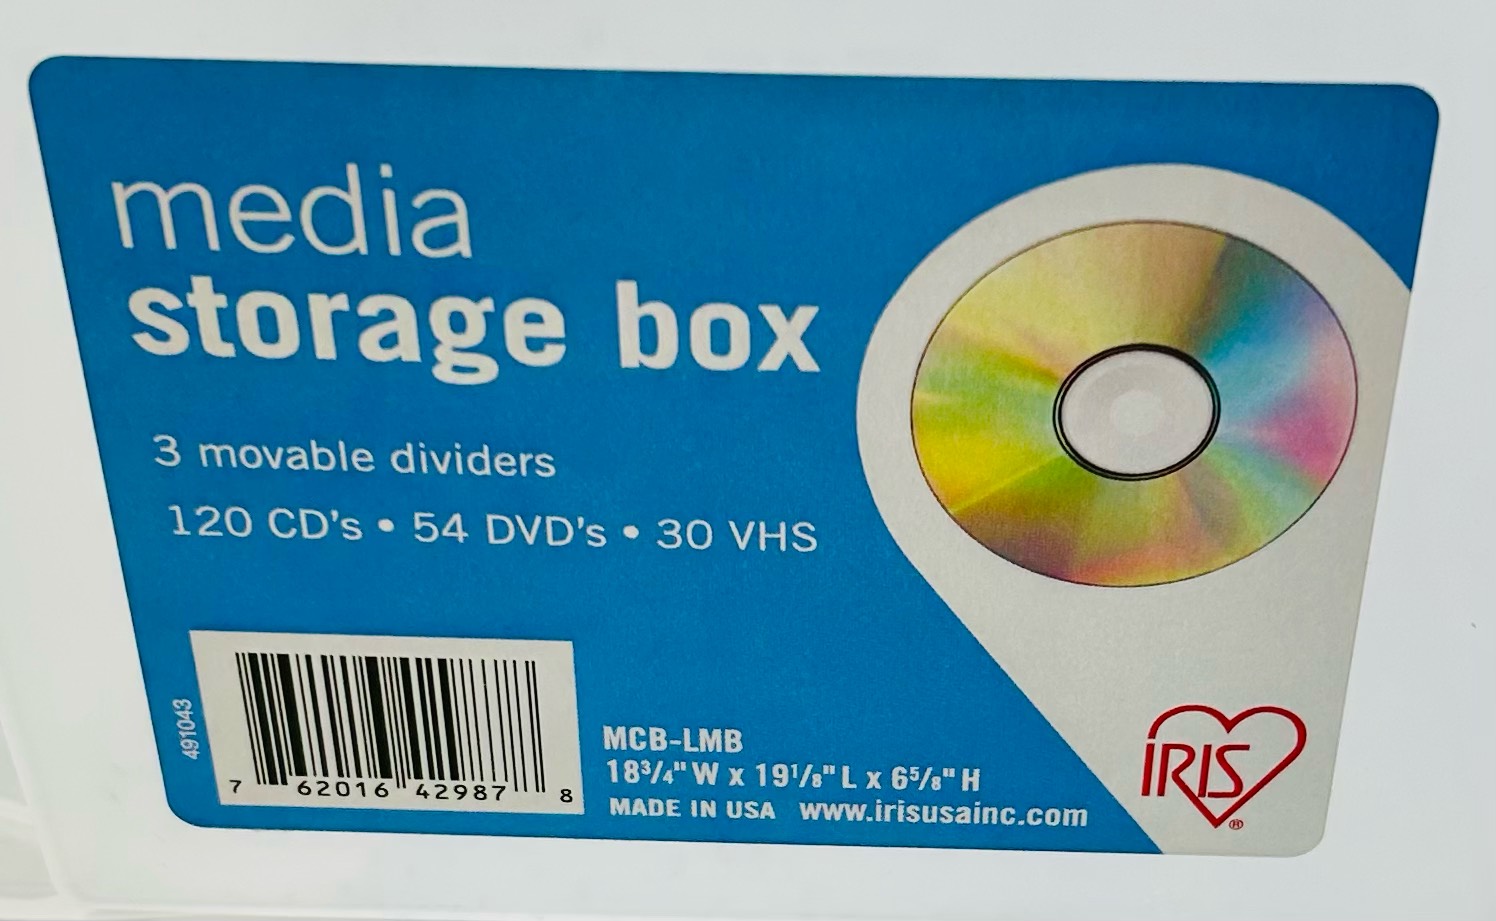 media
storage box
3 movable dividers
120 CD's • 54 DVD's • 30 VHS
491043
7 62016 42987 8
MCB-LMB
18¾" W x 19⅛" L x 6⅝" H
MADE IN USA www.irisusainc.com
IRIS®